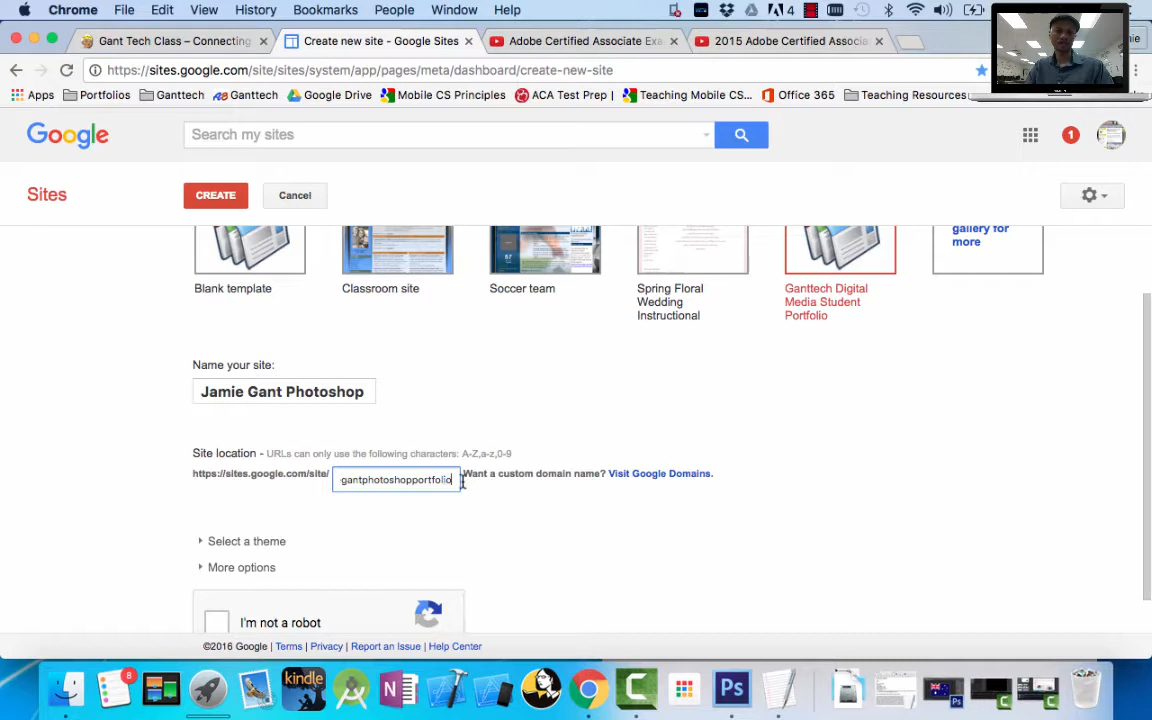 Chrome File Edit View History Bookmarks People Window Help
4
Gant Tech Class – Connecting
Create new site - Google Sites
Adobe Certified Associate Exa
2015 Adobe Certified Associa
https://sites.google.com/site/sites/system/app/pages/meta/dashboard/create-new-site
Apps Portfolios Ganttech Ganttech Google Drive Mobile CS Principles ACA Test Prep | Teaching Mobile CS... Office 365 Teaching Resources
Google
Search my sites
1
Sites
CREATE
Cancel
gallery for
more
Blank template
Classroom site
Soccer team
Spring Floral
Wedding
Instructional
Ganttech Digital
Media Student
Portfolio
Name your site:
Jamie Gant Photoshop
Site location - URLs can only use the following characters: A-Z,a-z,0-9
https://sites.google.com/site/ gantphotoshopportfolio Want a custom domain name? Visit Google Domains.
Select a theme
More options
I'm not a robot
©2016 Google | Terms | Privacy | Report an Issue | Help Center
8
kindle
N
C
Ps